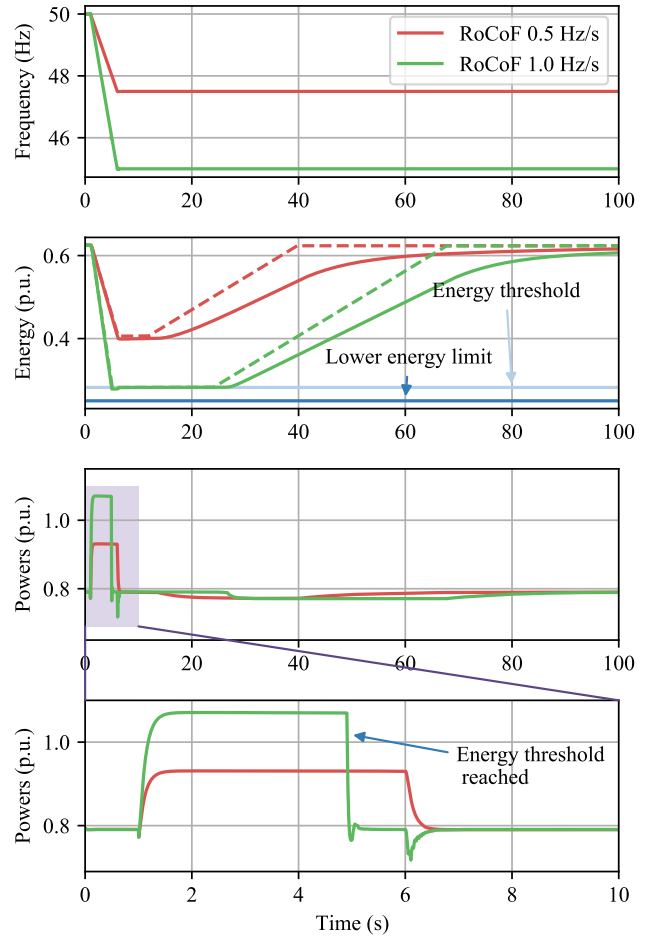 50
48
46
Frequency (Hz)
RoCoF 0.5 Hz/s
RoCoF 1.0 Hz/s
0 20 40 60 80 100
0.6
0.4
Energy (p.u.)
Energy threshold
Lower energy limit
0 20 40 60 80 100
1.0
0.8
Powers (p.u.)
0 20 40 60 80 100
1.0
0.8
Powers (p.u.)
Energy threshold
reached
0 2 4 6 8 10
Time (s)